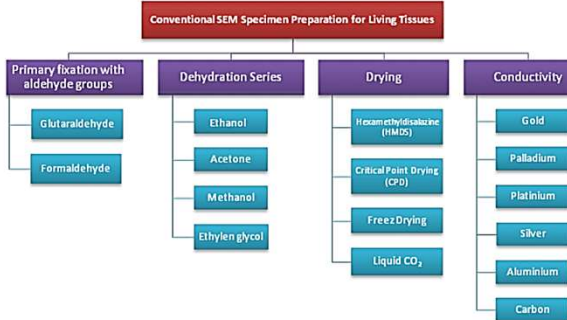 Conventional SEM Specimen Preparation for Living Tissues
Primary fixation with
aldehyde groups
Glutaraldehyde
Formaldehyde
Dehydration Series
Ethanol
Acetone
Methanol
Ethylen glycol
Drying
Hexamethyldisalazine
(HMDS)
Critical Point Drying
(CPD)
Freez Drying
Liquid CO₂
Conductivity
Gold
Palladium
Platinium
Silver
Aluminium
Carbon